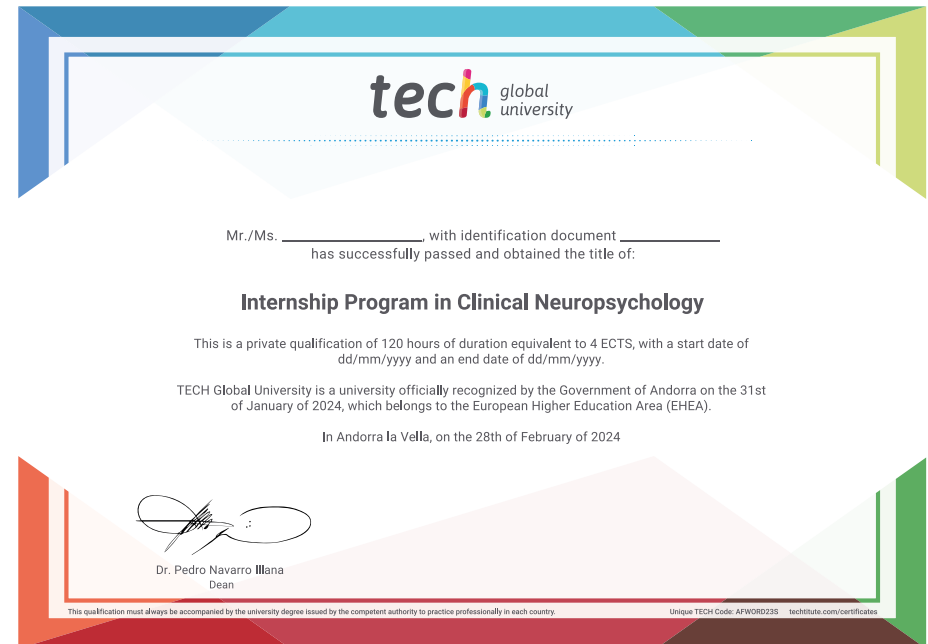 tech global university
Mr./Ms. ____________, with identification document ____________
has successfully passed and obtained the title of:
Internship Program in Clinical Neuropsychology
This is a private qualification of 120 hours of duration equivalent to 4 ECTS, with a start date of
dd/mm/yyyy and an end date of dd/mm/yyyy.
TECH Global University is a university officially recognized by the Government of Andorra on the 31st
of January of 2024, which belongs to the European Higher Education Area (EHEA).
In Andorra la Vella, on the 28th of February of 2024
Dr. Pedro Navarro Illana
Dean
This qualification must always be accompanied by the university degree issued by the competent authority to practice professionally in each country.
Unique TECH Code: AFWORD23S techtitute.com/certificates